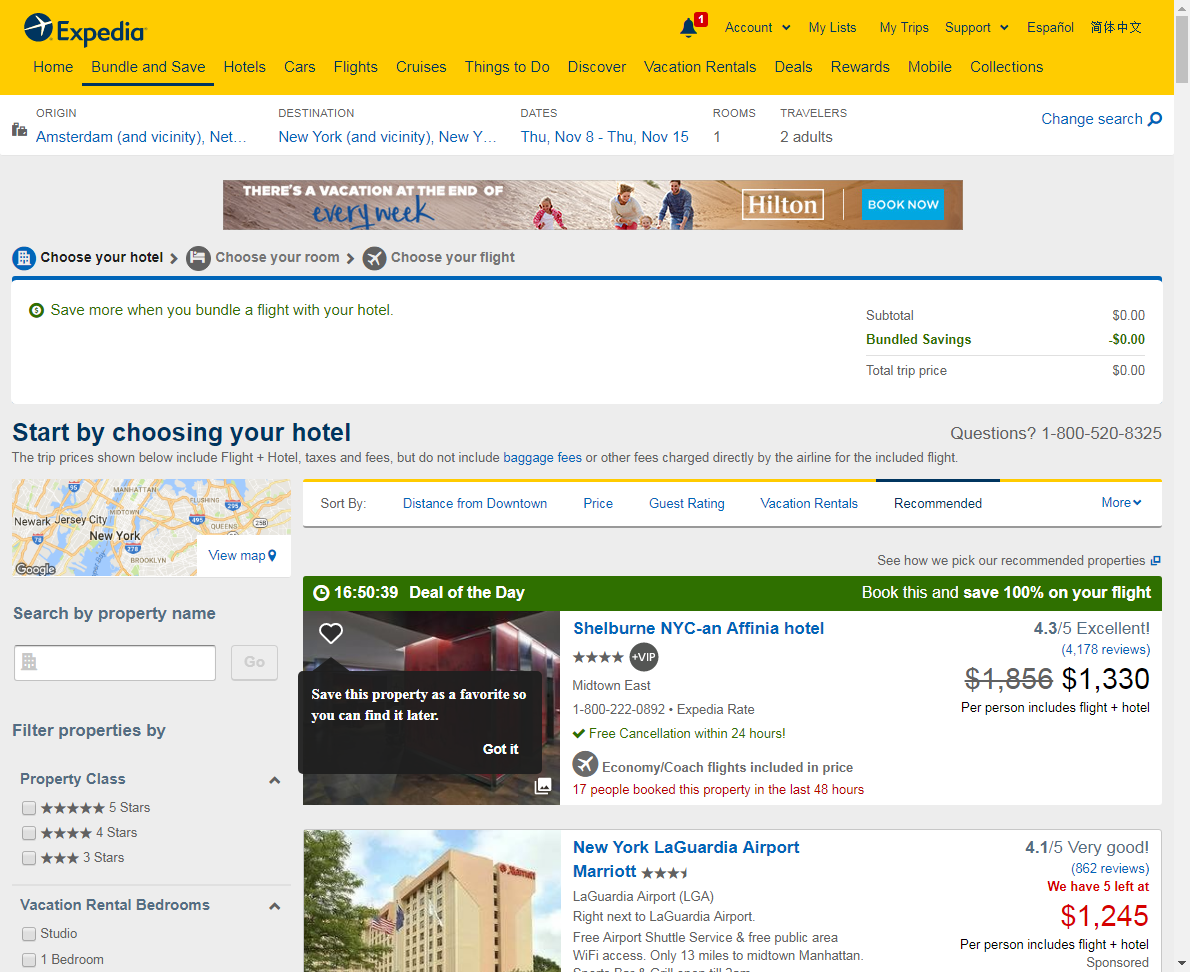 Expedia
1
Account
My Lists
My Trips
Support
Español
简体中文
Home
Bundle and Save
Hotels
Cars
Flights
Cruises
Things to Do
Discover
Vacation Rentals
Deals
Rewards
Mobile
Collections
ORIGIN
Amsterdam (and vicinity), Net…
DESTINATION
New York (and vicinity), New Y…
DATES
Thu, Nov 8 - Thu, Nov 15
ROOMS
1
TRAVELERS
2 adults
Change search
THERE'S A VACATION AT THE END OF
every week
Hilton
BOOK NOW
Choose your hotel
Choose your room
Choose your flight
Save more when you bundle a flight with your hotel.
Subtotal $0.00
Bundled Savings -$0.00
Total trip price $0.00
Start by choosing your hotel
Questions? 1-800-520-8325
The trip prices shown below include Flight + Hotel, taxes and fees, but do not include baggage fees or other fees charged directly by the airline for the included flight.
MANHATTAN
95
FLUSHING
MIDTOWN
295
Newark
Jersey City
495
QUEENS
25B
New York
78
278
BROOKLYN
Google
View map
Search by property name
Go
Filter properties by
Property Class
5 Stars
4 Stars
3 Stars
Vacation Rental Bedrooms
Studio
1 Bedroom
Sort By:
Distance from Downtown
Price
Guest Rating
Vacation Rentals
Recommended
More
See how we pick our recommended properties
16:50:39 Deal of the Day
Book this and save 100% on your flight
Save this property as a favorite so
you can find it later.
Got it
Shelburne NYC-an Affinia hotel
+VIP
Midtown East
1-800-222-0892 • Expedia Rate
Free Cancellation within 24 hours!
Economy/Coach flights included in price
17 people booked this property in the last 48 hours
4.3/5 Excellent!
(4,178 reviews)
$1,856 $1,330
Per person includes flight + hotel
Marriott
New York LaGuardia Airport
Marriott
LaGuardia Airport (LGA)
Right next to LaGuardia Airport.
Free Airport Shuttle Service & free public area
WiFi access. Only 13 miles to midtown Manhattan.
Sports Bar & Grill open till 2am
4.1/5 Very good!
(862 reviews)
We have 5 left at
$1,245
Per person includes flight + hotel
Sponsored